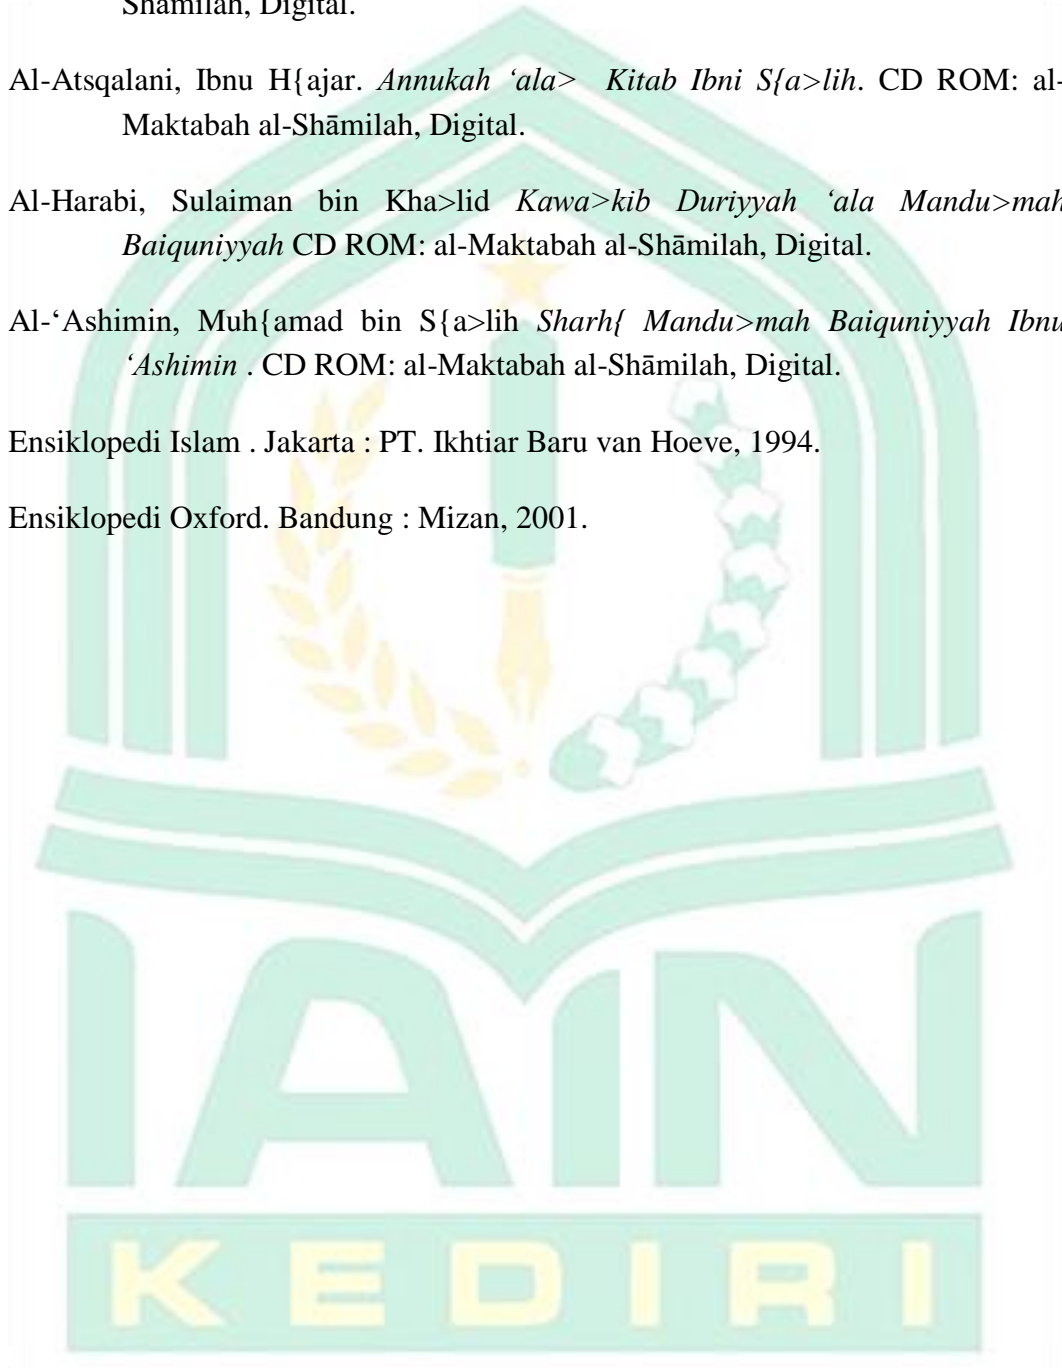 Shāmilah, Digital.
Al-Atsqalani, Ibnu H{ajar. Annukah ‘ala> Kitab Ibni S{a>lih. CD ROM: al-
Maktabah al-Shāmilah, Digital.
Al-Harabi, Sulaiman bin Kha>lid Kawa>kib Duriyyah ‘ala Mandu>mah
Baiquniyyah CD ROM: al-Maktabah al-Shāmilah, Digital.
Al-‘Ashimin, Muh{amad bin S{a>lih Sharh{ Mandu>mah Baiquniyyah Ibnu
‘Ashimin . CD ROM: al-Maktabah al-Shāmilah, Digital.
Ensiklopedi Islam . Jakarta : PT. Ikhtiar Baru van Hoeve, 1994.
Ensiklopedi Oxford. Bandung : Mizan, 2001.
IAIN
KEDIRI